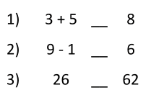 1) 3 + 5 __ 8
2) 9 - 1 __ 6
3) 26 __ 62